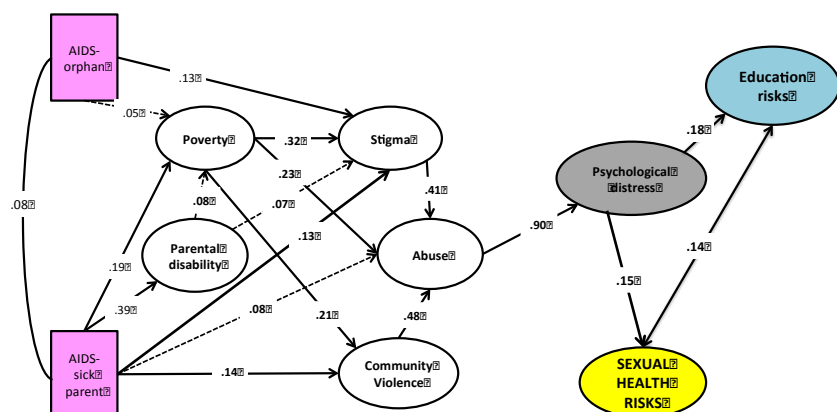 AIDS-
orphan
Education
risks
.13
.05
Poverty
.32
Stigma
.18
Psychological
distress
.23
.41
.08
.08
.07
Parental
disability
.13
Abuse
.90
.14
.19
.39
.08
.15
.21
.48
AIDS-
sick
parent
.14
Community
Violence
SEXUAL
HEALTH
RISKS